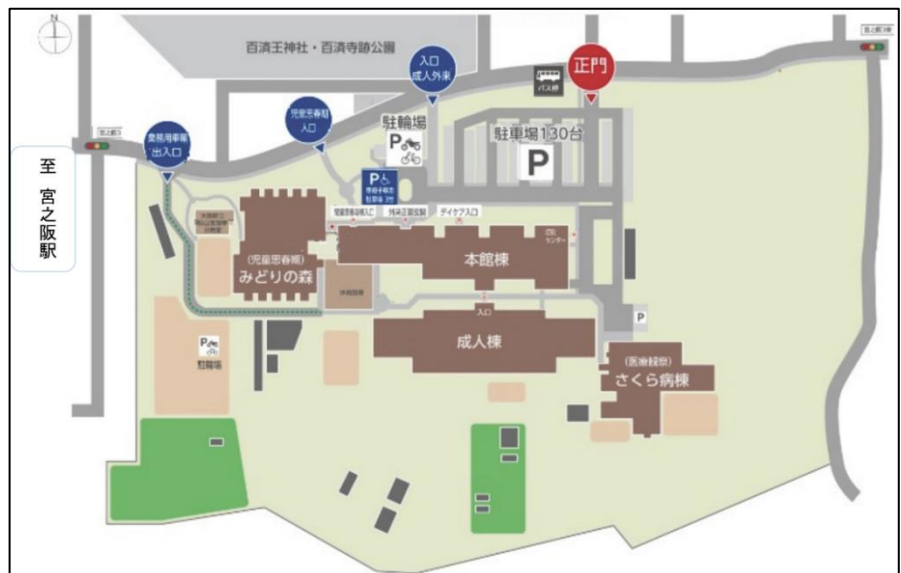 N
百済王神社・百済寺跡公園
入口
成人外来
正門
バス停
児童思春期
入口
業務用車輌
出入口
至 宮之阪駅
駐輪場
P
駐車場130台
P
P
デイケア入口
本館棟
(児童思春期)
みどりの森
入口
成人棟
P
(医療観察)
さくら病棟
P
駐輪場